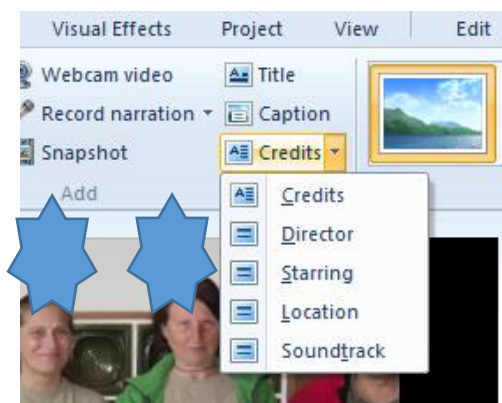 Visual Effects Project View Edit
Webcam video Title
Record narration Caption
Snapshot Credits
Add
Credits
Director
Starring
Location
Soundtrack